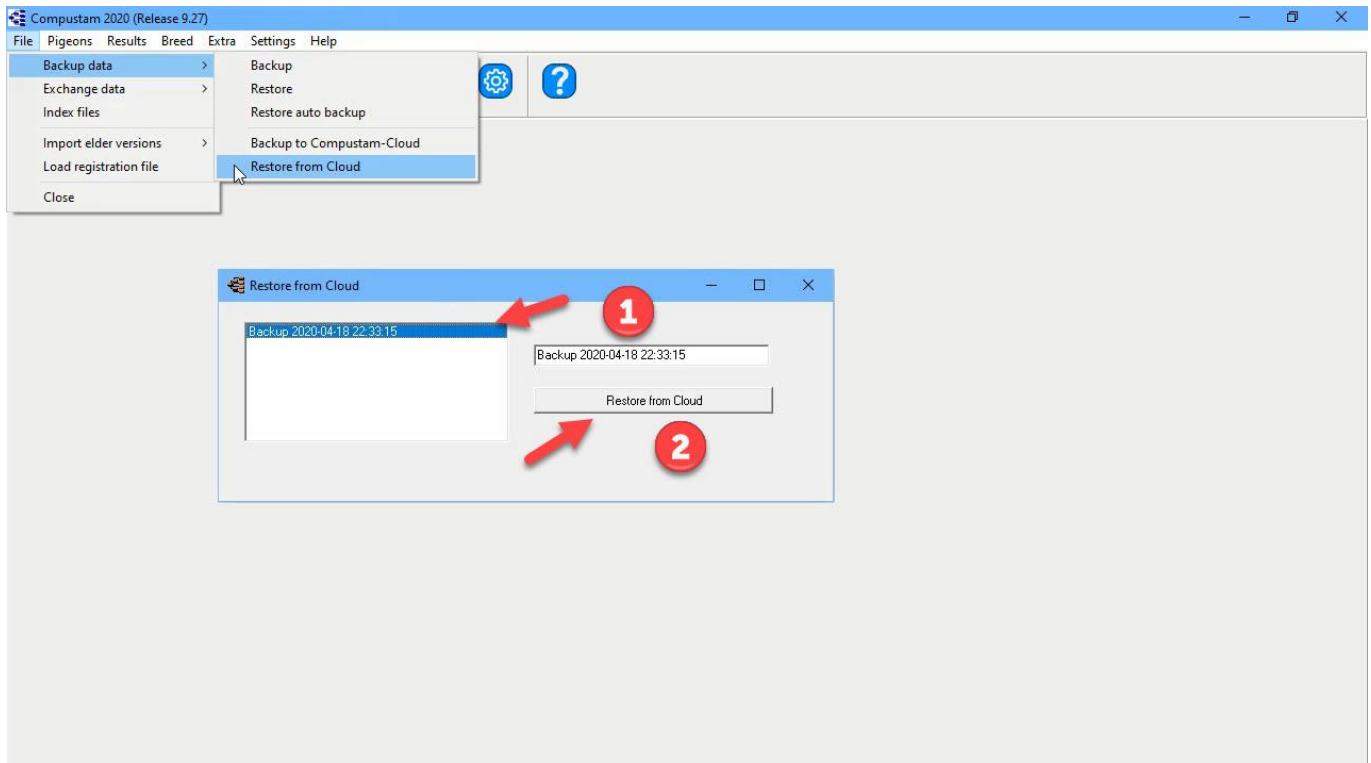 Compustam 2020 (Release 9.27)
File Pigeons Results Breed Extra Settings Help
Backup data
Exchange data
Index files
Import elder versions
Load registration file
Close
Backup
Restore
Restore auto backup
Backup to Compustam-Cloud
Restore from Cloud
?
Restore from Cloud
1
Backup 2020-04-18 22:33:15
Backup 2020-04-18 22:33:15
Restore from Cloud
2